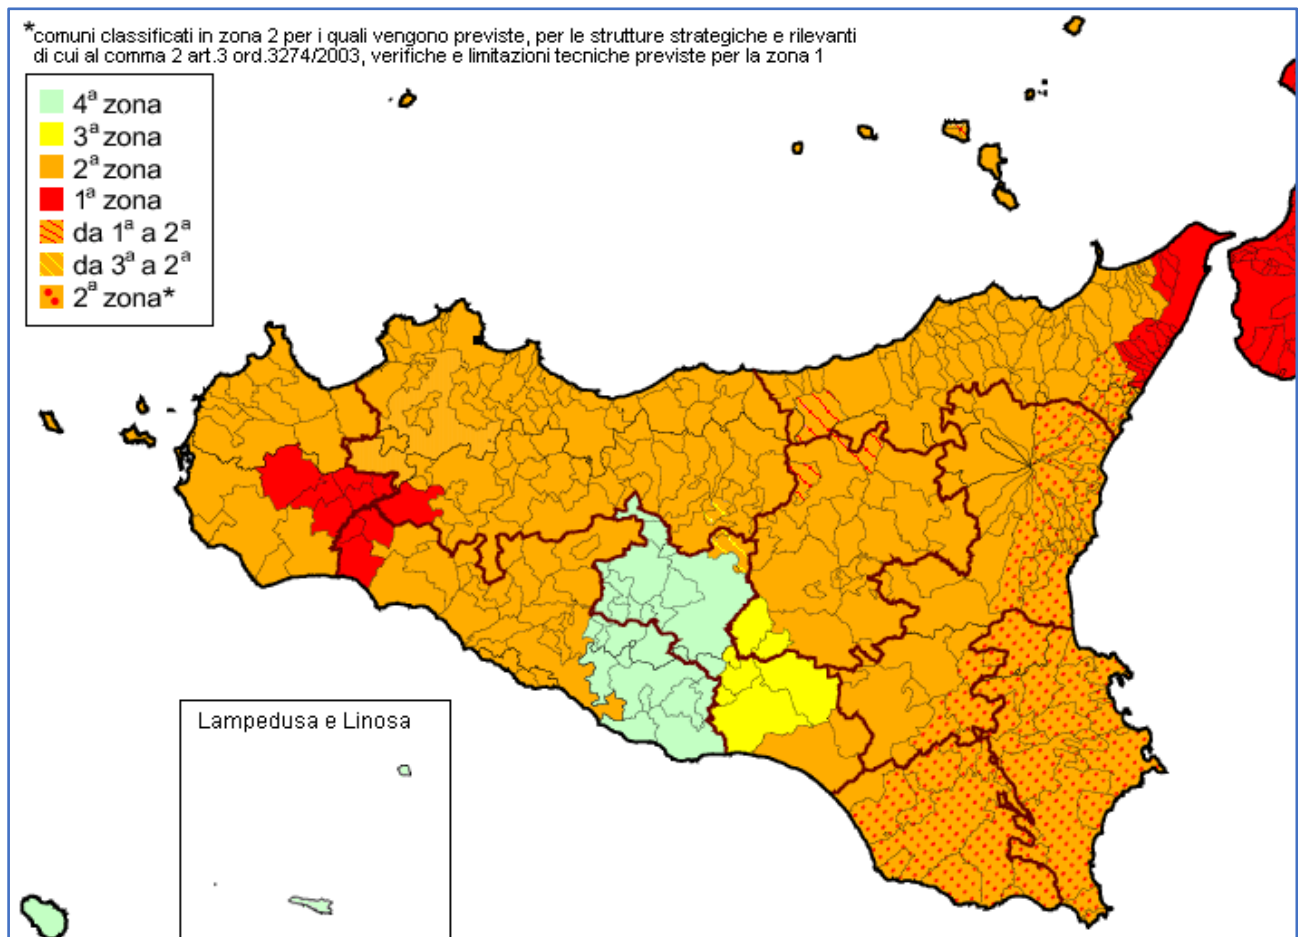 *comuni classificati in zona 2 per i quali vengono previste, per le strutture strategiche e rilevanti
di cui al comma 2 art.3 ord.3274/2003, verifiche e limitazioni tecniche previste per la zona 1
4ª zona
3ª zona
2ª zona
1ª zona
da 1ª a 2ª
da 3ª a 2ª
2ª zona*
Lampedusa e Linosa